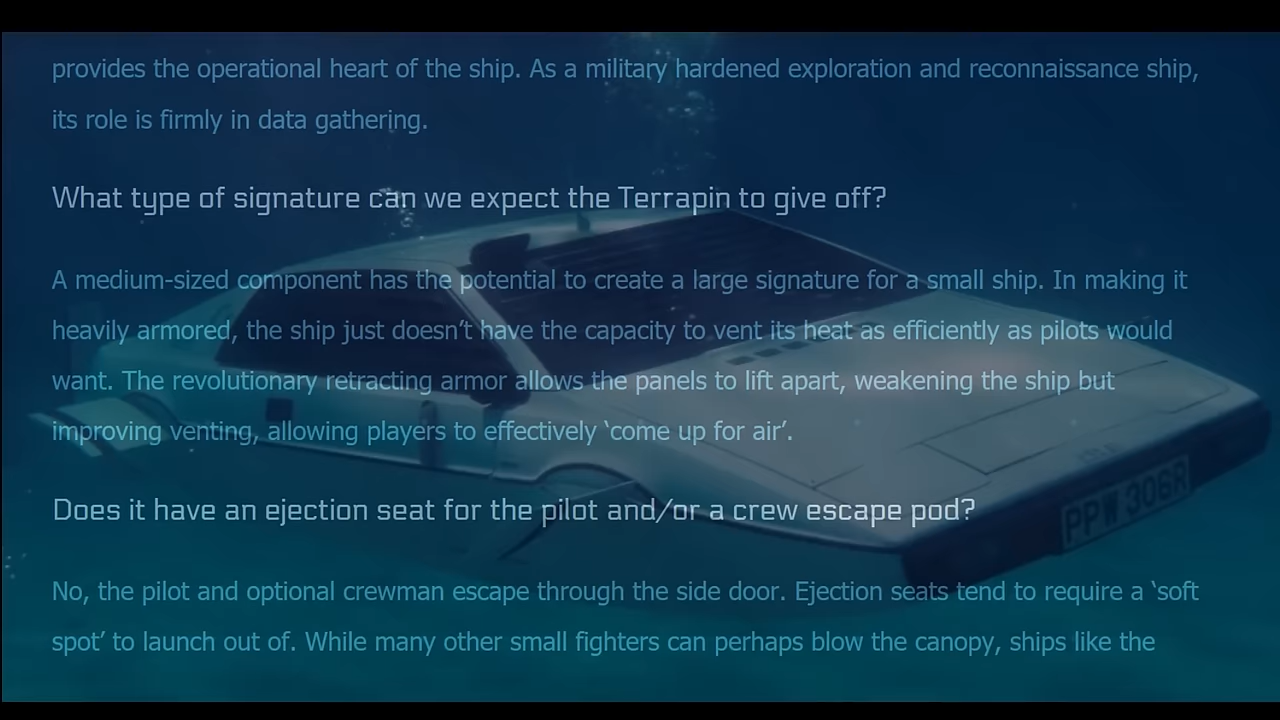 provides the operational heart of the ship. As a military hardened exploration and reconnaissance ship,
its role is firmly in data gathering.
What type of signature can we expect the Terrapin to give off?
A medium-sized component has the potential to create a large signature for a small ship. In making it
heavily armored, the ship just doesn’t have the capacity to vent its heat as efficiently as pilots would
want. The revolutionary retracting armor allows the panels to lift apart, weakening the ship but
improving venting, allowing players to effectively ‘come up for air’.
Does it have an ejection seat for the pilot and/or a crew escape pod?
PPW 306R
No, the pilot and optional crewman escape through the side door. Ejection seats tend to require a ‘soft
spot’ to launch out of. While many other small fighters can perhaps blow the canopy, ships like the